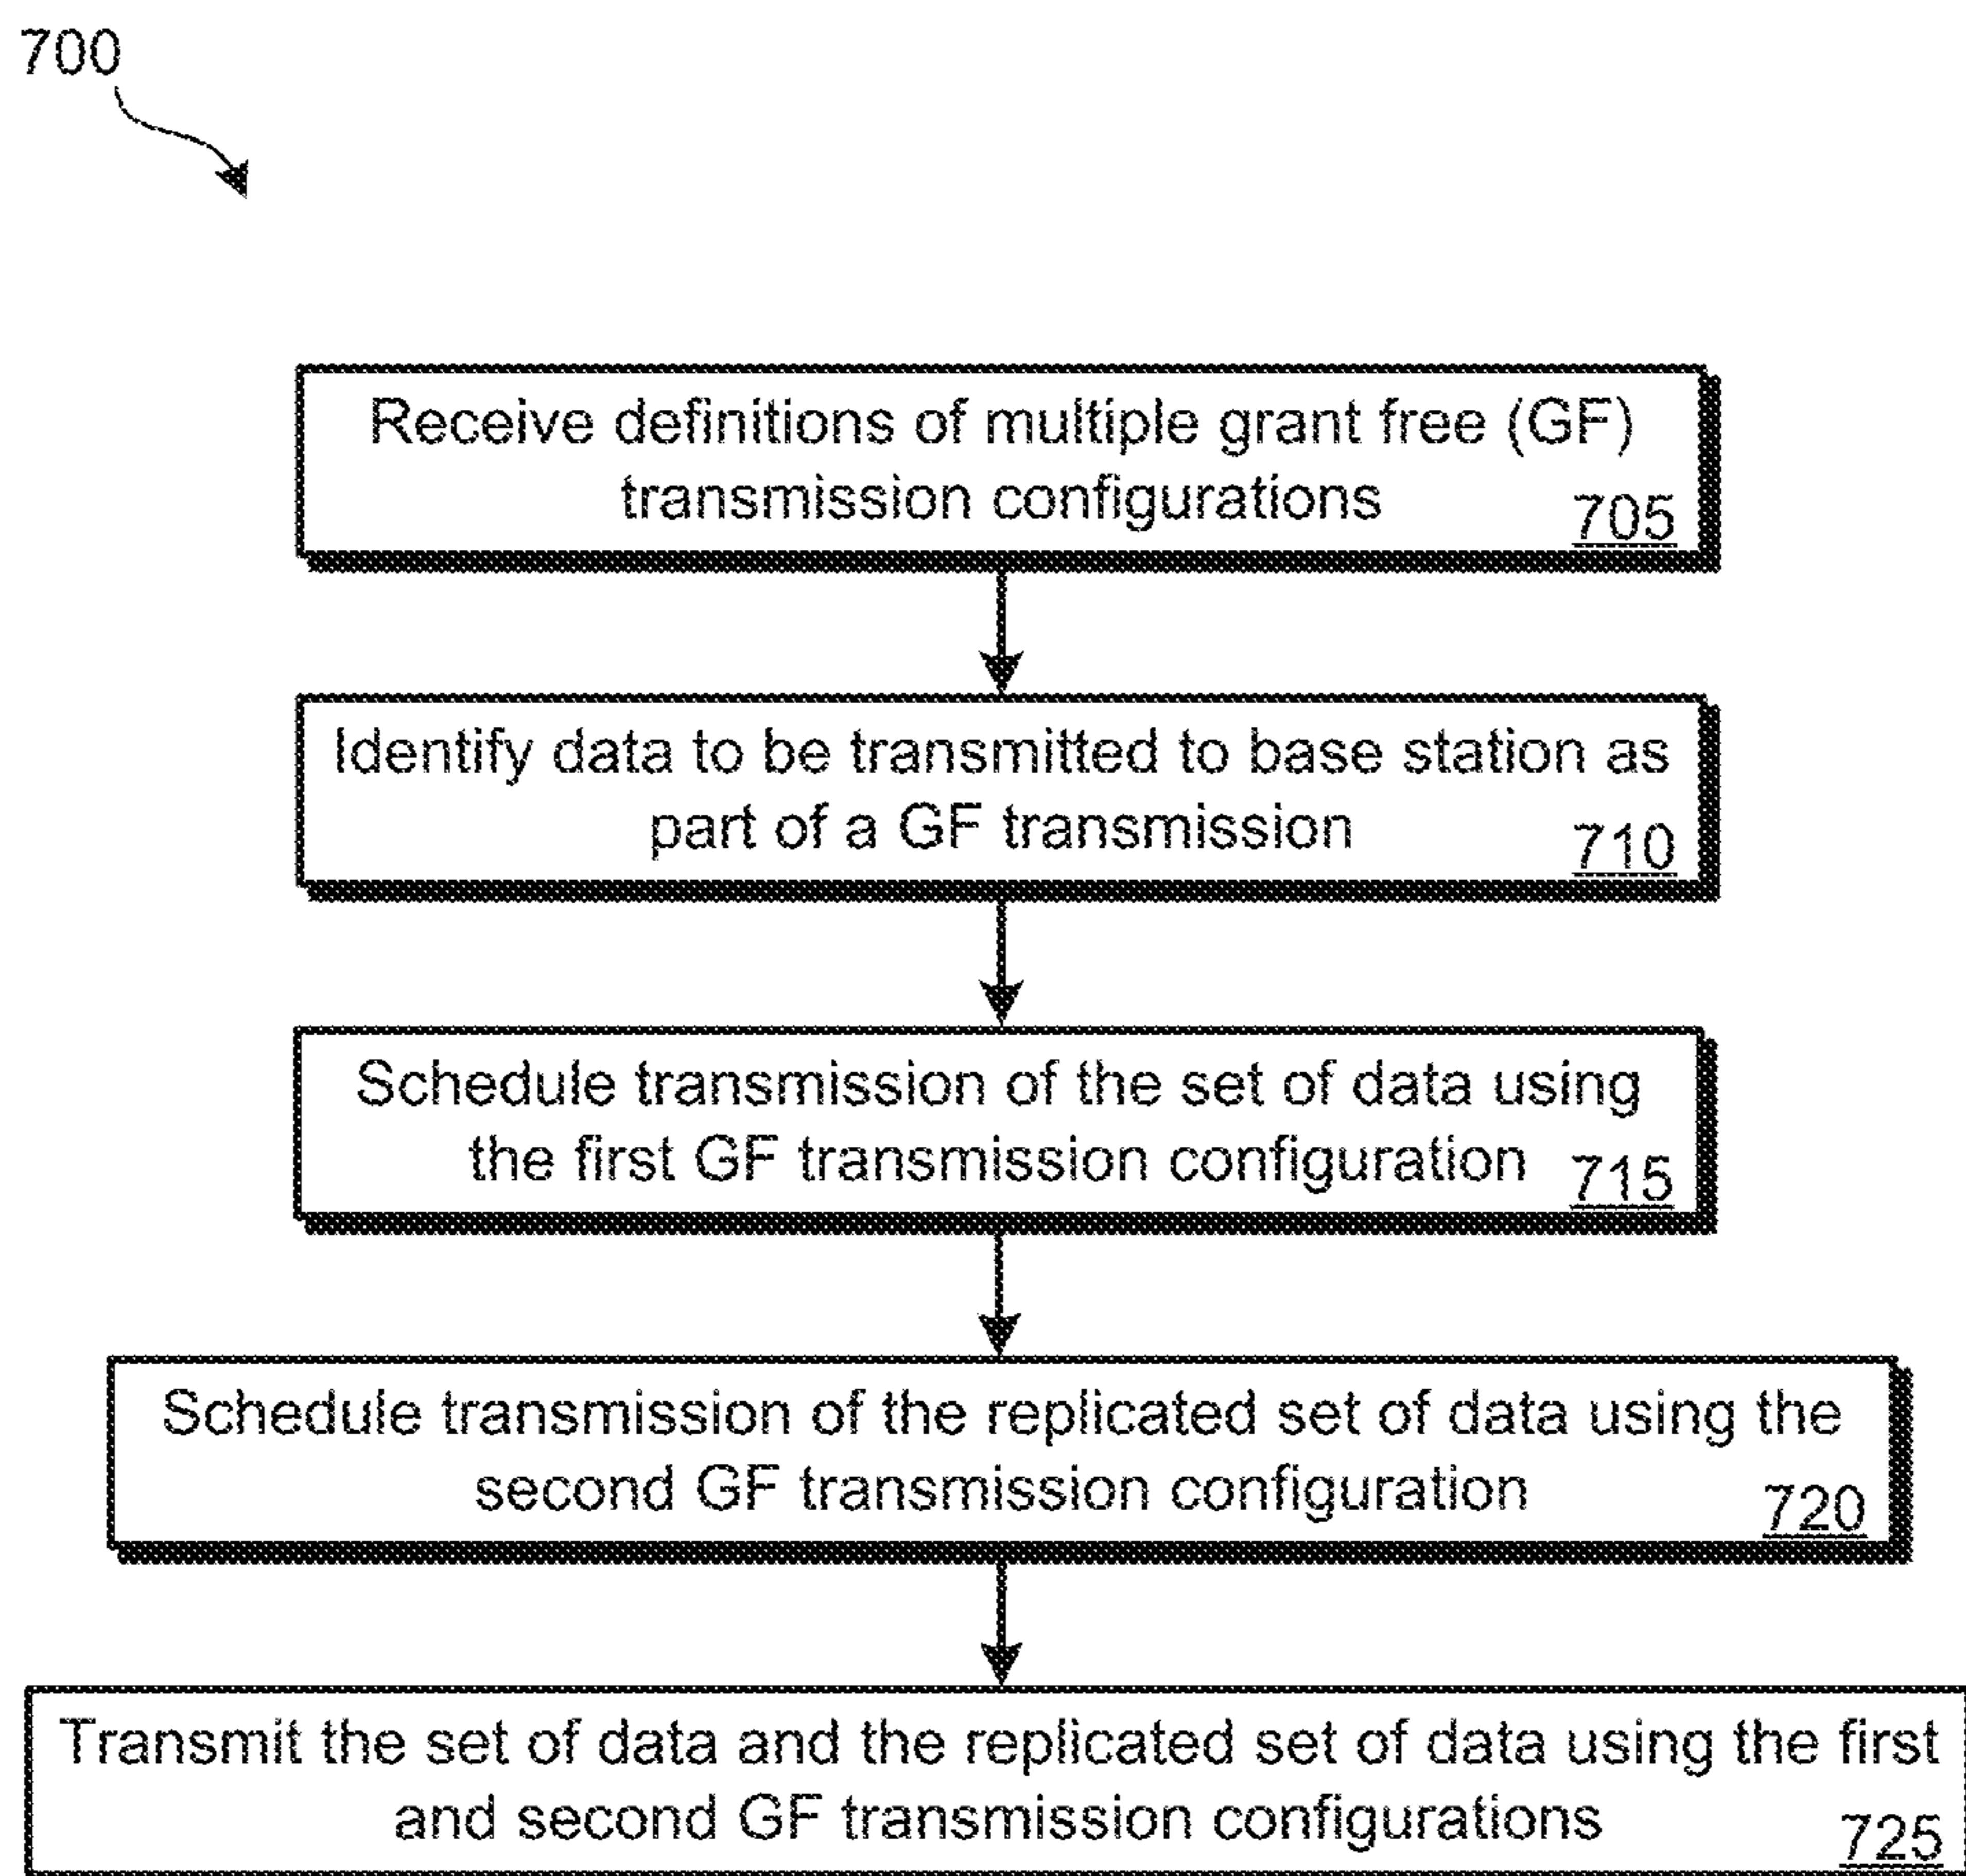 700
Receive definitions of multiple grant free (GF)
transmission configurations 705
Identify data to be transmitted to base station as
part of a GF transmission 710
Schedule transmission of the set of data using
the first GF transmission configuration 715
Schedule transmission of the replicated set of data using the
second GF transmission configuration 720
Transmit the set of data and the replicated set of data using the first
and second GF transmission configurations 725